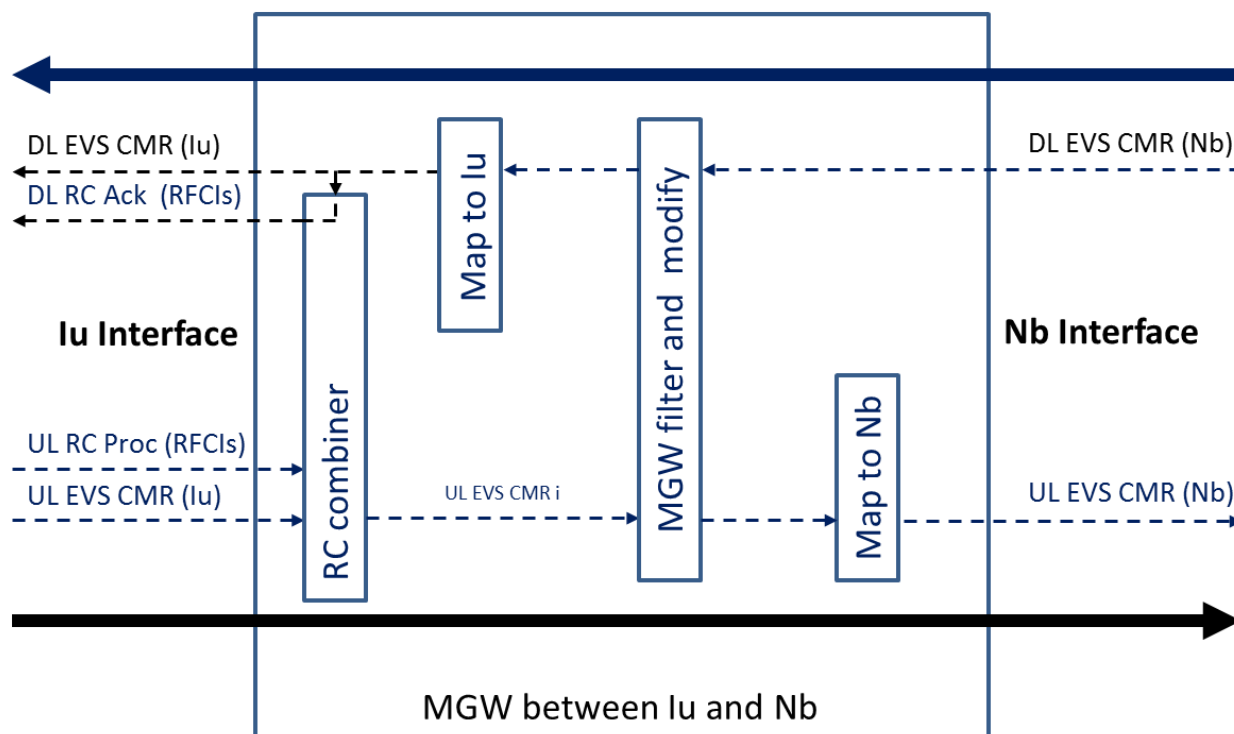 DL EVS CMR (Iu)
DL EVS CMR (Nb)
DL RC Ack (RFCIs)
Map to Iu
MGW filter and modify
Iu Interface
Nb Interface
RC combiner
Map to Nb
UL RC Proc (RFCIs)
UL EVS CMR (Iu)
UL EVS CMR i
UL EVS CMR (Nb)
MGW between Iu and Nb